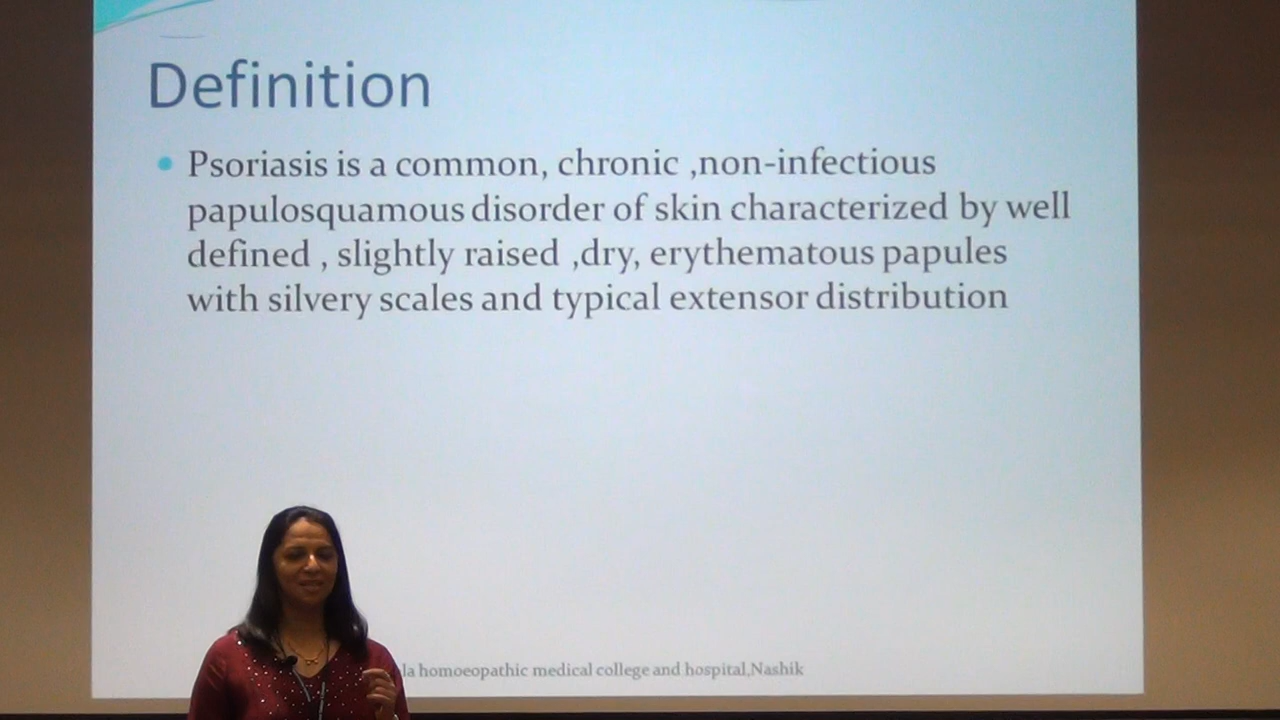 Definition
Psoriasis is a common, chronic ,non-infectious
papulosquamous disorder of skin characterized by well
defined , slightly raised ,dry, erythematous papules
with silvery scales and typical extensor distribution
homoeopathic medical college and hospital,Nashik